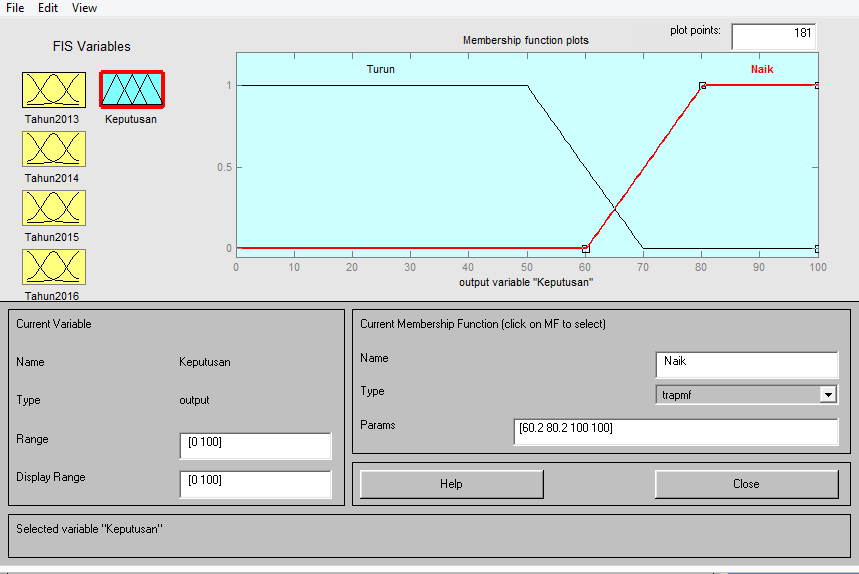 File Edit View
FIS Variables
Tahun2013
Keputusan
Tahun2014
Tahun2015
Tahun2016
Membership function plots
plot points:
181
Turun
Naik
1
0.5
0
0 10 20 30 40 50 60 70 80 90 100
output variable "Keputusan"
Current Variable
Name Keputusan
Type output
Range [0 100]
Display Range [0 100]
Current Membership Function (click on MF to select)
Name Naik
Type trapmf
Params [60.2 80.2 100 100]
Help Close
Selected variable "Keputusan"